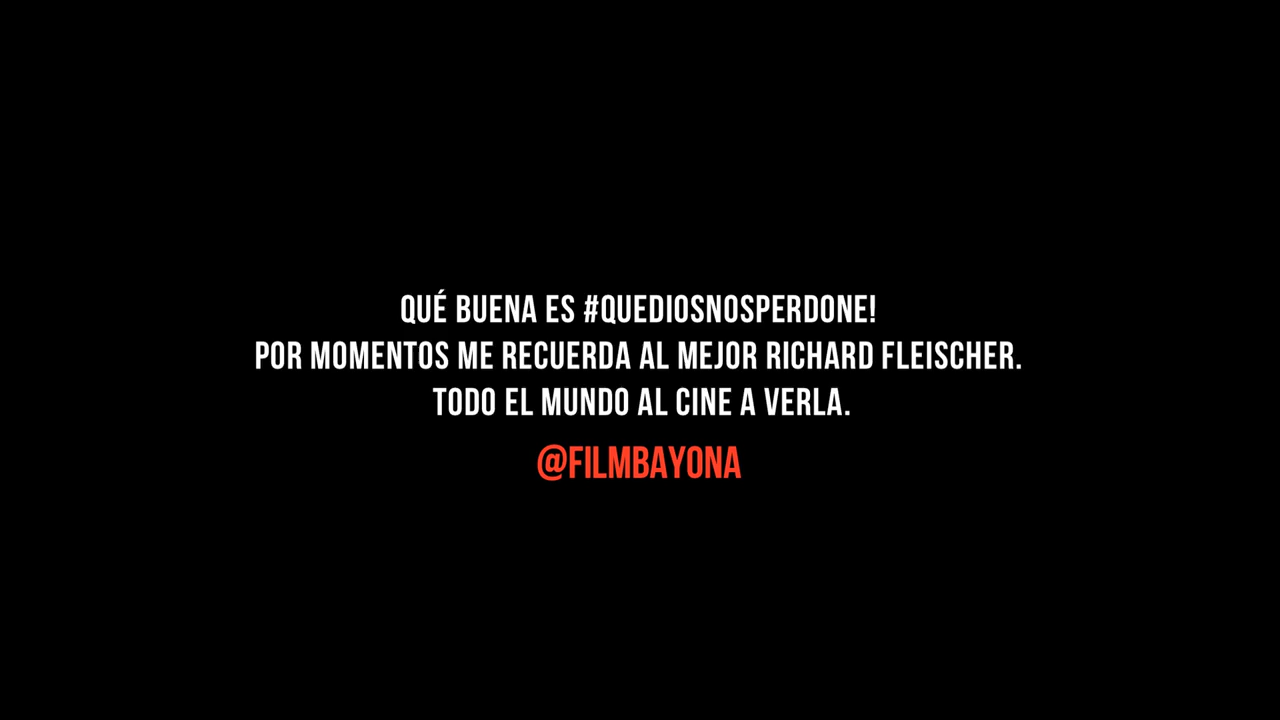 QUÉ BUENA ES #QUEDIOSNOSPERDONE!
POR MOMENTOS ME RECUERDA AL MEJOR RICHARD FLEISCHER.
TODO EL MUNDO AL CINE A VERLA.
@FILMBAYONA